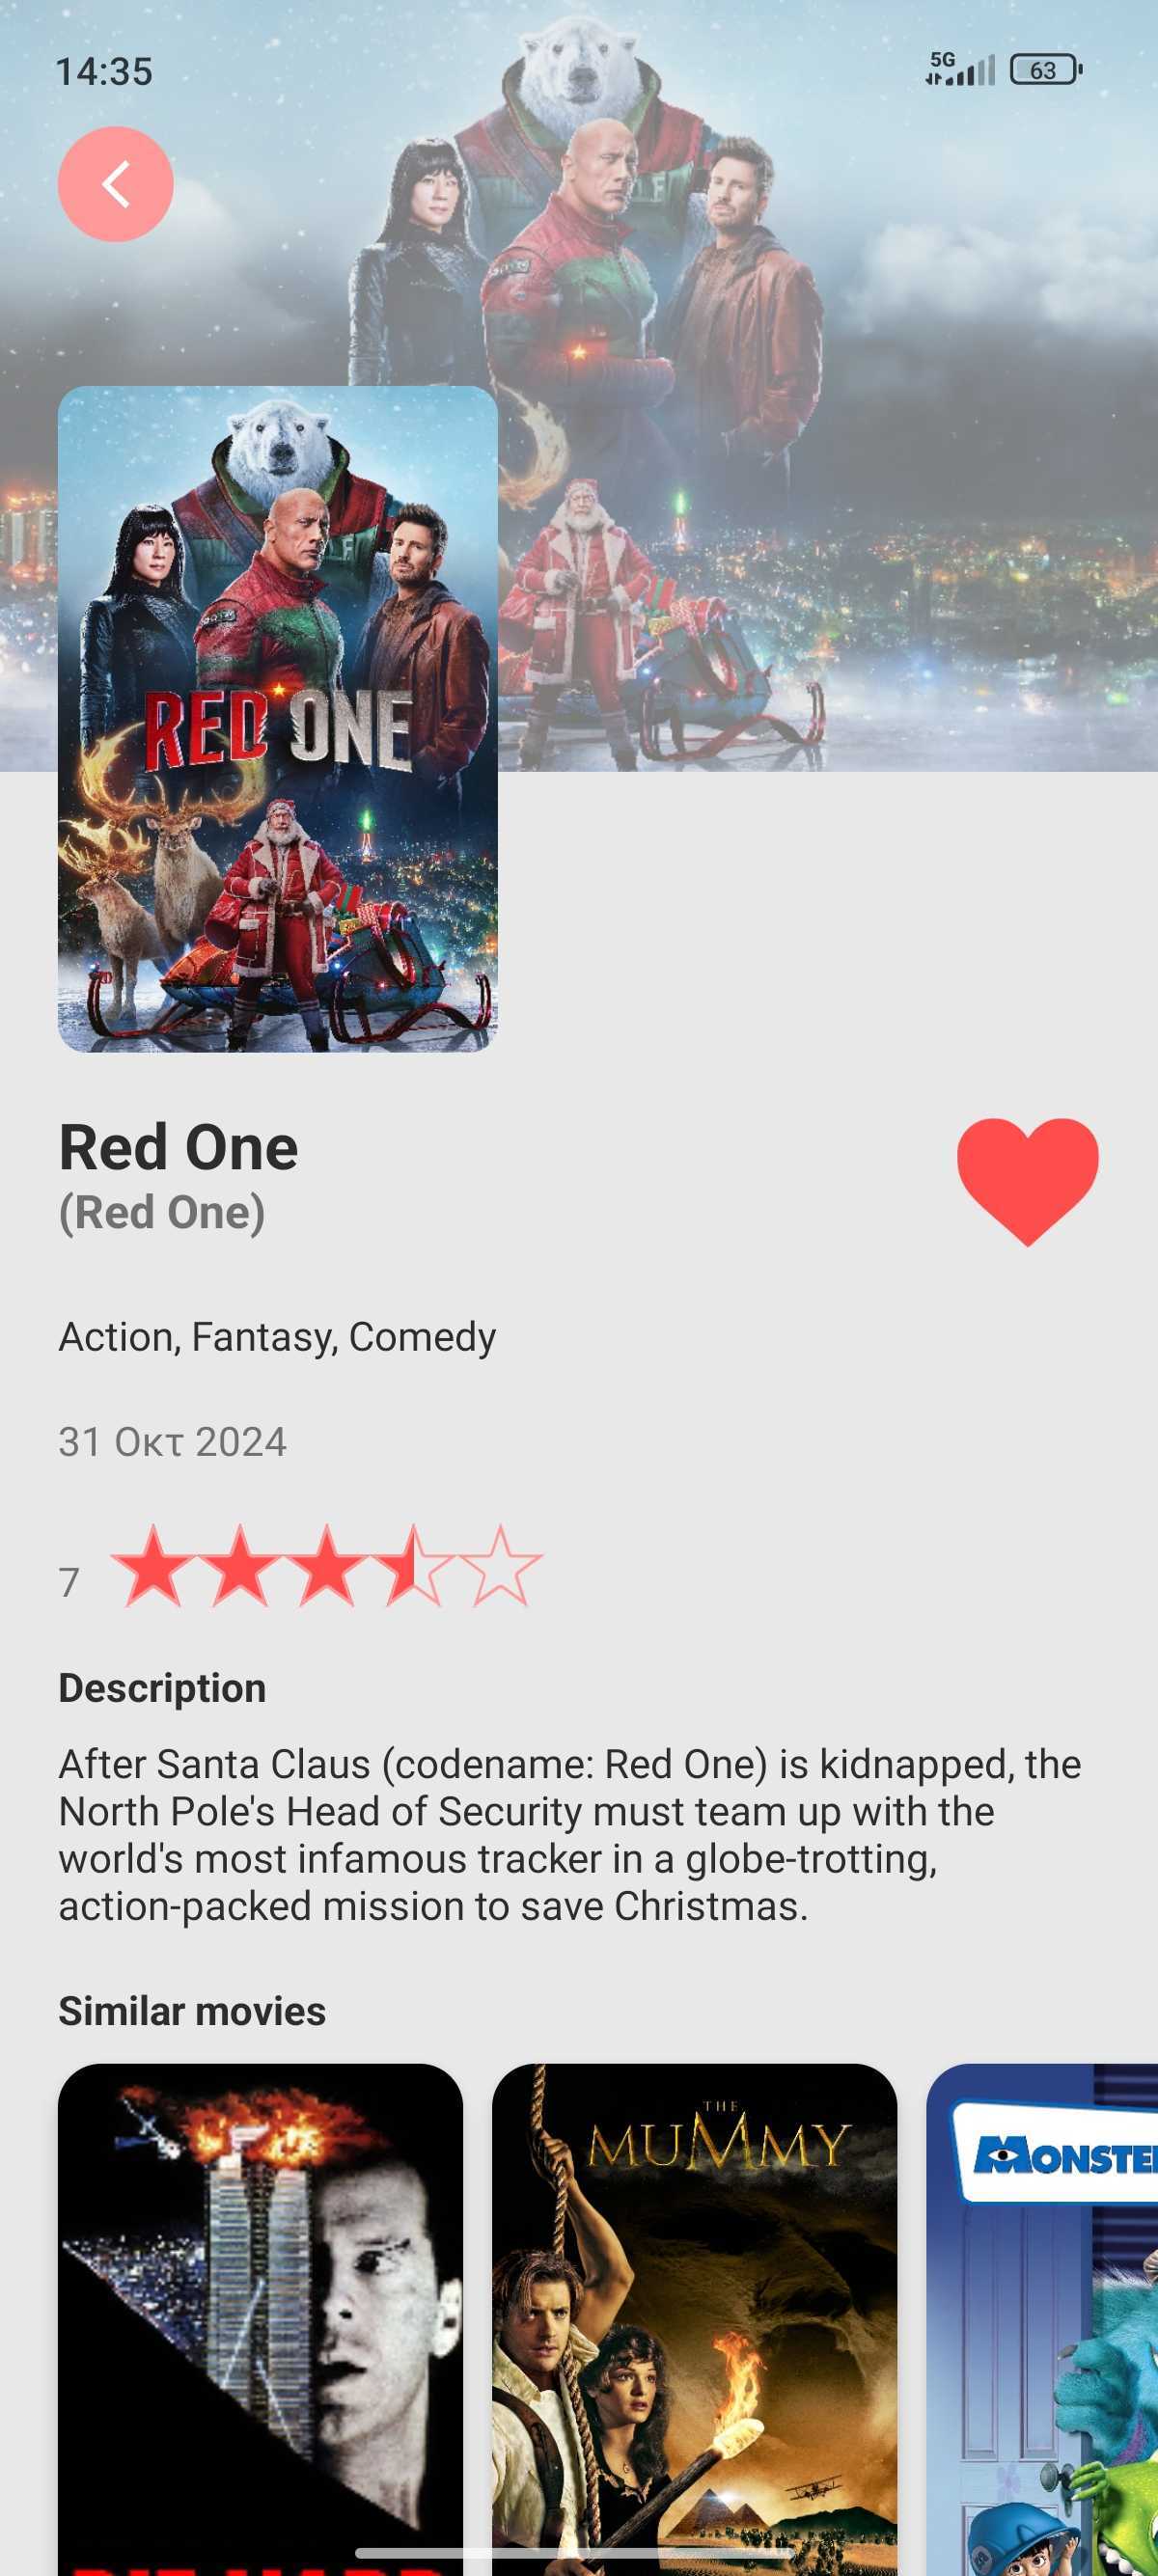 14:35
5G
63
RED ONE
Red One
(Red One)
Action, Fantasy, Comedy
31 Οκτ 2024
7
Description
After Santa Claus (codename: Red One) is kidnapped, the
North Pole's Head of Security must team up with the
world's most infamous tracker in a globe-trotting,
action-packed mission to save Christmas.
Similar movies
THE
MUMMY